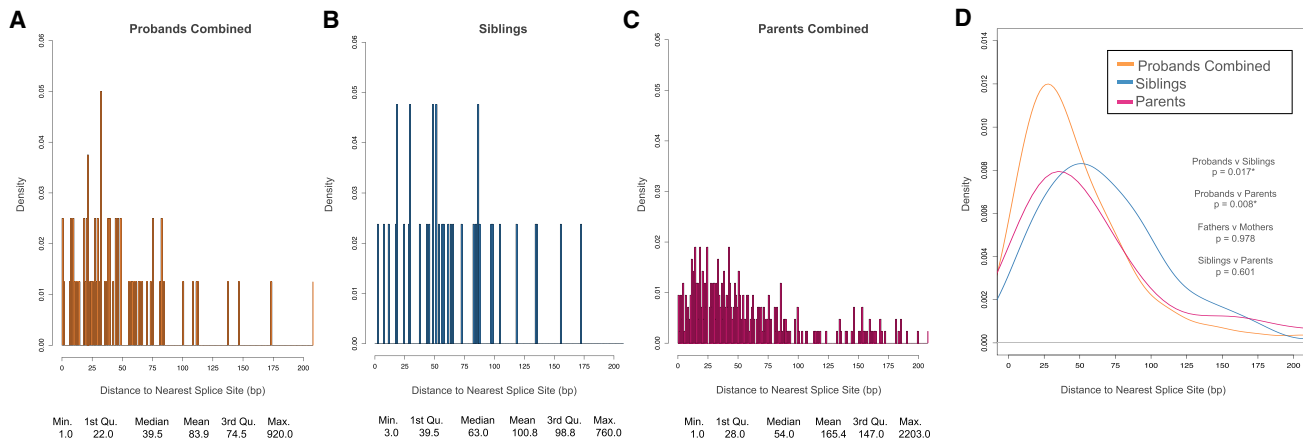 A
Probands Combined
Density
0.00 0.01 0.02 0.03 0.04 0.05 0.06
0 25 50 75 100 125 150 175 200
Distance to Nearest Splice Site (bp)
Min. 1st Qu. Median Mean 3rd Qu. Max.
1.0 22.0 39.5 83.9 74.5 920.0
B
Siblings
Density
0.00 0.01 0.02 0.03 0.04 0.05 0.06
0 25 50 75 100 125 150 175 200
Distance to Nearest Splice Site (bp)
Min. 1st Qu. Median Mean 3rd Qu. Max.
3.0 39.5 63.0 100.8 98.8 760.0
C
Parents Combined
Density
0.00 0.01 0.02 0.03 0.04 0.05 0.06
0 25 50 75 100 125 150 175 200
Distance to Nearest Splice Site (bp)
Min. 1st Qu. Median Mean 3rd Qu. Max.
1.0 28.0 54.0 165.4 147.0 2203.0
D
Density
0.000 0.002 0.004 0.006 0.008 0.010 0.012 0.014
Probands Combined
Siblings
Parents
Probands v Siblings
p = 0.017*
Probands v Parents
p = 0.008*
Fathers v Mothers
p = 0.978
Siblings v Parents
p = 0.601
0 25 50 75 100 125 150 175 200
Distance to Nearest Splice Site (bp)